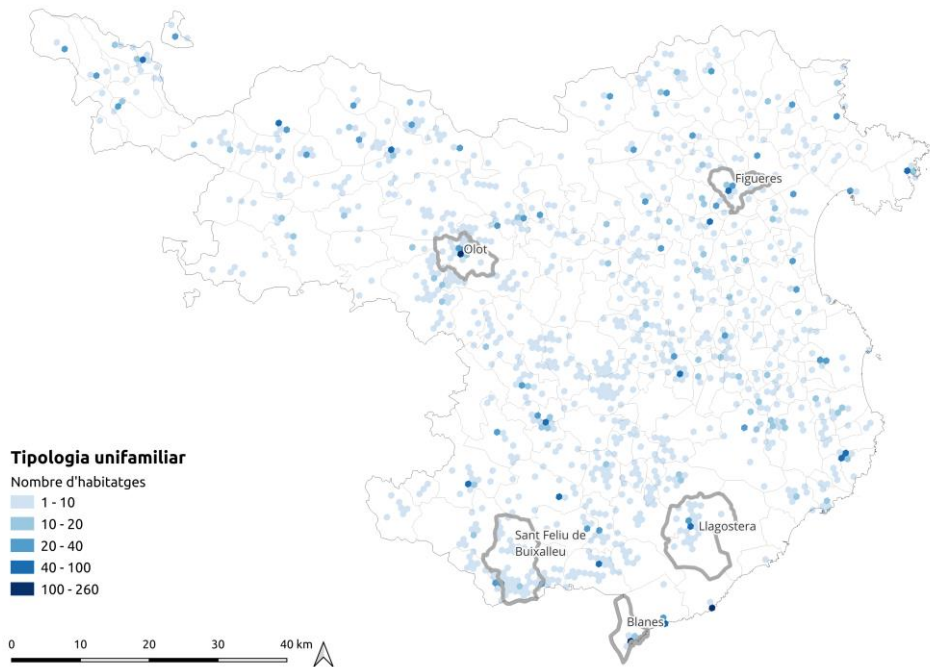 Figueres
Olot
Tipologia unifamiliar
Nombre d'habitatges
1 - 10
10 - 20
20 - 40
40 - 100
100 - 260
Sant Feliu de
Buixalleu
Llagostera
Blanes
0 10 20 30 40 km